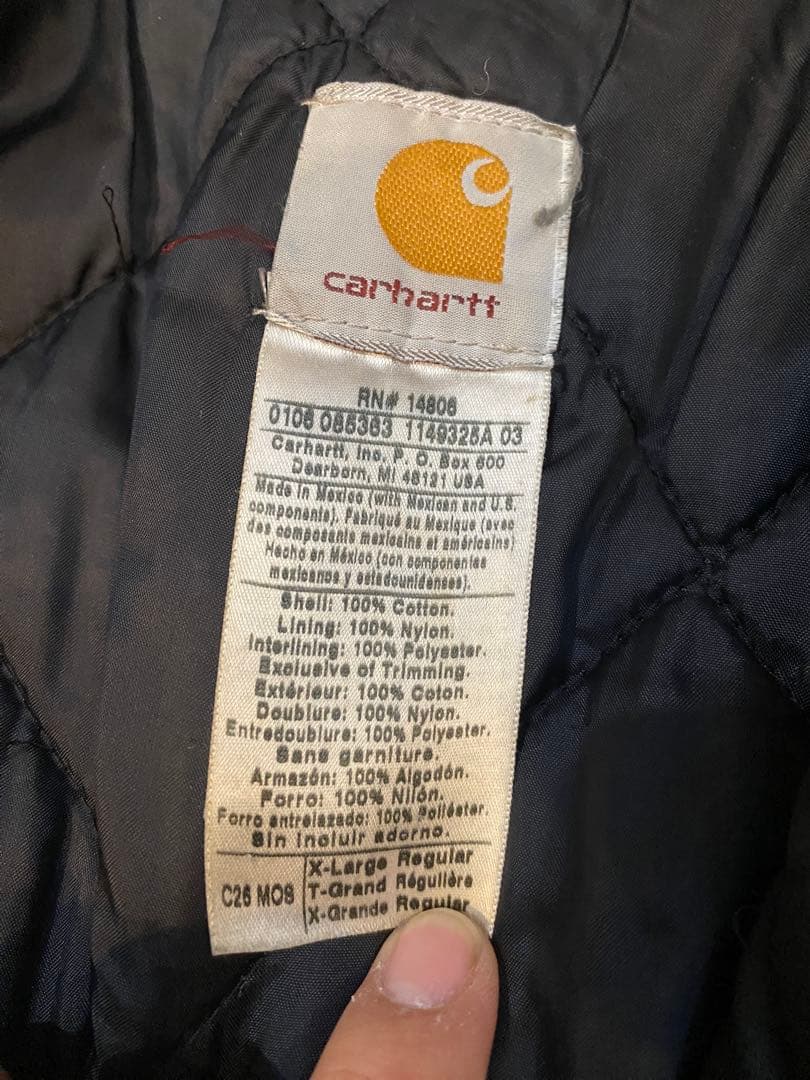 carhartt
RN# 14806
0106 085363 1149325A 03
Carhartt, Inc. P. O. Box 600
Dearborn, MI 48121 USA
Made in Mexico (with Mexican and U.S.
components). Fabriqué au Mexique (avec
des composants mexicains et américains)
Hecho en México (con componentes
mexicanos y estadounidenses).
Shell: 100% Cotton.
Lining: 100% Nylon.
Interlining: 100% Polyester.
Exclusive of Trimming.
Extérieur: 100% Coton.
Doublure: 100% Nylon.
Entredoublure: 100% Polyester.
Sans garniture.
Armazón: 100% Algodón.
Forro: 100% Nilón.
Forro entrelazado: 100% Poliéster.
Sin incluir adorno.
C26 MOS
X-Large Regular
T-Grand Régulière
X-Grande Regular